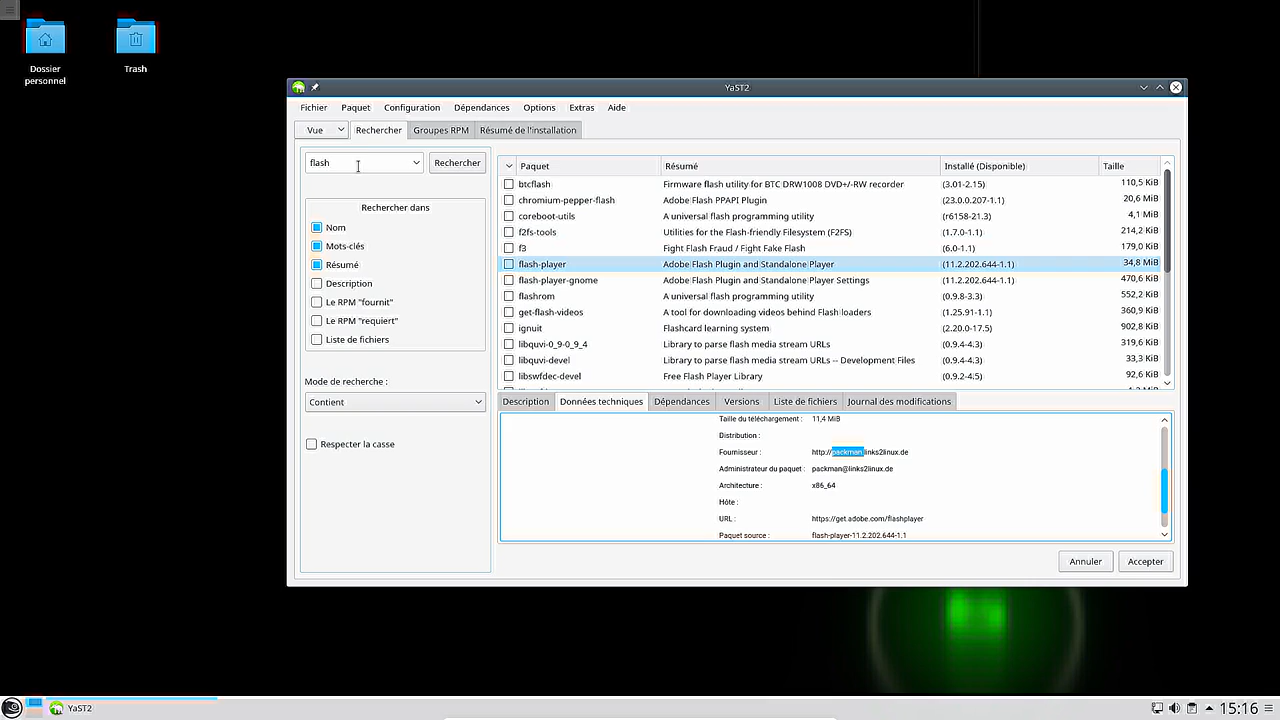 Dossier
personnel
Trash
YaST2
Fichier Paquet Configuration Dépendances Options Extras Aide
Vue Rechercher Groupes RPM Résumé de l'installation
flash Rechercher
Rechercher dans
Nom
Mots-clés
Résumé
Description
Le RPM "fournit"
Le RPM "requiert"
Liste de fichiers
Mode de recherche :
Contient
Respecter la casse
Paquet Résumé Installé (Disponible) Taille
btcflash Firmware flash utility for BTC DRW1008 DVD+/-RW recorder (3.01-2.15) 110,5 KiB
chromium-pepper-flash Adobe Flash PPAPI Plugin (23.0.0.207-1.1) 20,6 MiB
coreboot-utils A universal flash programming utility (r6158-21.3) 4,1 MiB
f2fs-tools Utilities for the Flash-friendly Filesystem (F2FS) (1.7.0-1.1) 214,2 KiB
f3 Fight Flash Fraud / Fight Fake Flash (6.0-1.1) 179,0 KiB
flash-player Adobe Flash Plugin and Standalone Player (11.2.202.644-1.1) 34,8 MiB
flash-player-gnome Adobe Flash Plugin and Standalone Player Settings (11.2.202.644-1.1) 470,6 KiB
flashrom A universal flash programming utility (0.9.8-3.3) 552,2 KiB
get-flash-videos A tool for downloading videos behind Flash loaders (1.25.91-1.1) 360,9 KiB
ignuit Flashcard learning system (2.20.0-17.5) 902,8 KiB
libquvi-0_9-0_9_4 Library to parse flash media stream URLs (0.9.4-4.3) 319,6 KiB
libquvi-devel Library to parse flash media stream URLs -- Development Files (0.9.4-4.3) 33,3 KiB
libswfdec-devel Free Flash Player Library (0.9.2-4.5) 92,6 KiB
Description Données techniques Dépendances Versions Liste de fichiers Journal des modifications
Taille du téléchargement : 11,4 MiB
Distribution :
Fournisseur : http://packman.links2linux.de
Administrateur du paquet : packman@links2linux.de
Architecture : x86_64
Hôte :
URL : https://get.adobe.com/flashplayer
Paquet source : flash-player-11.2.202.644-1.1
Annuler Accepter
YaST2 15:16